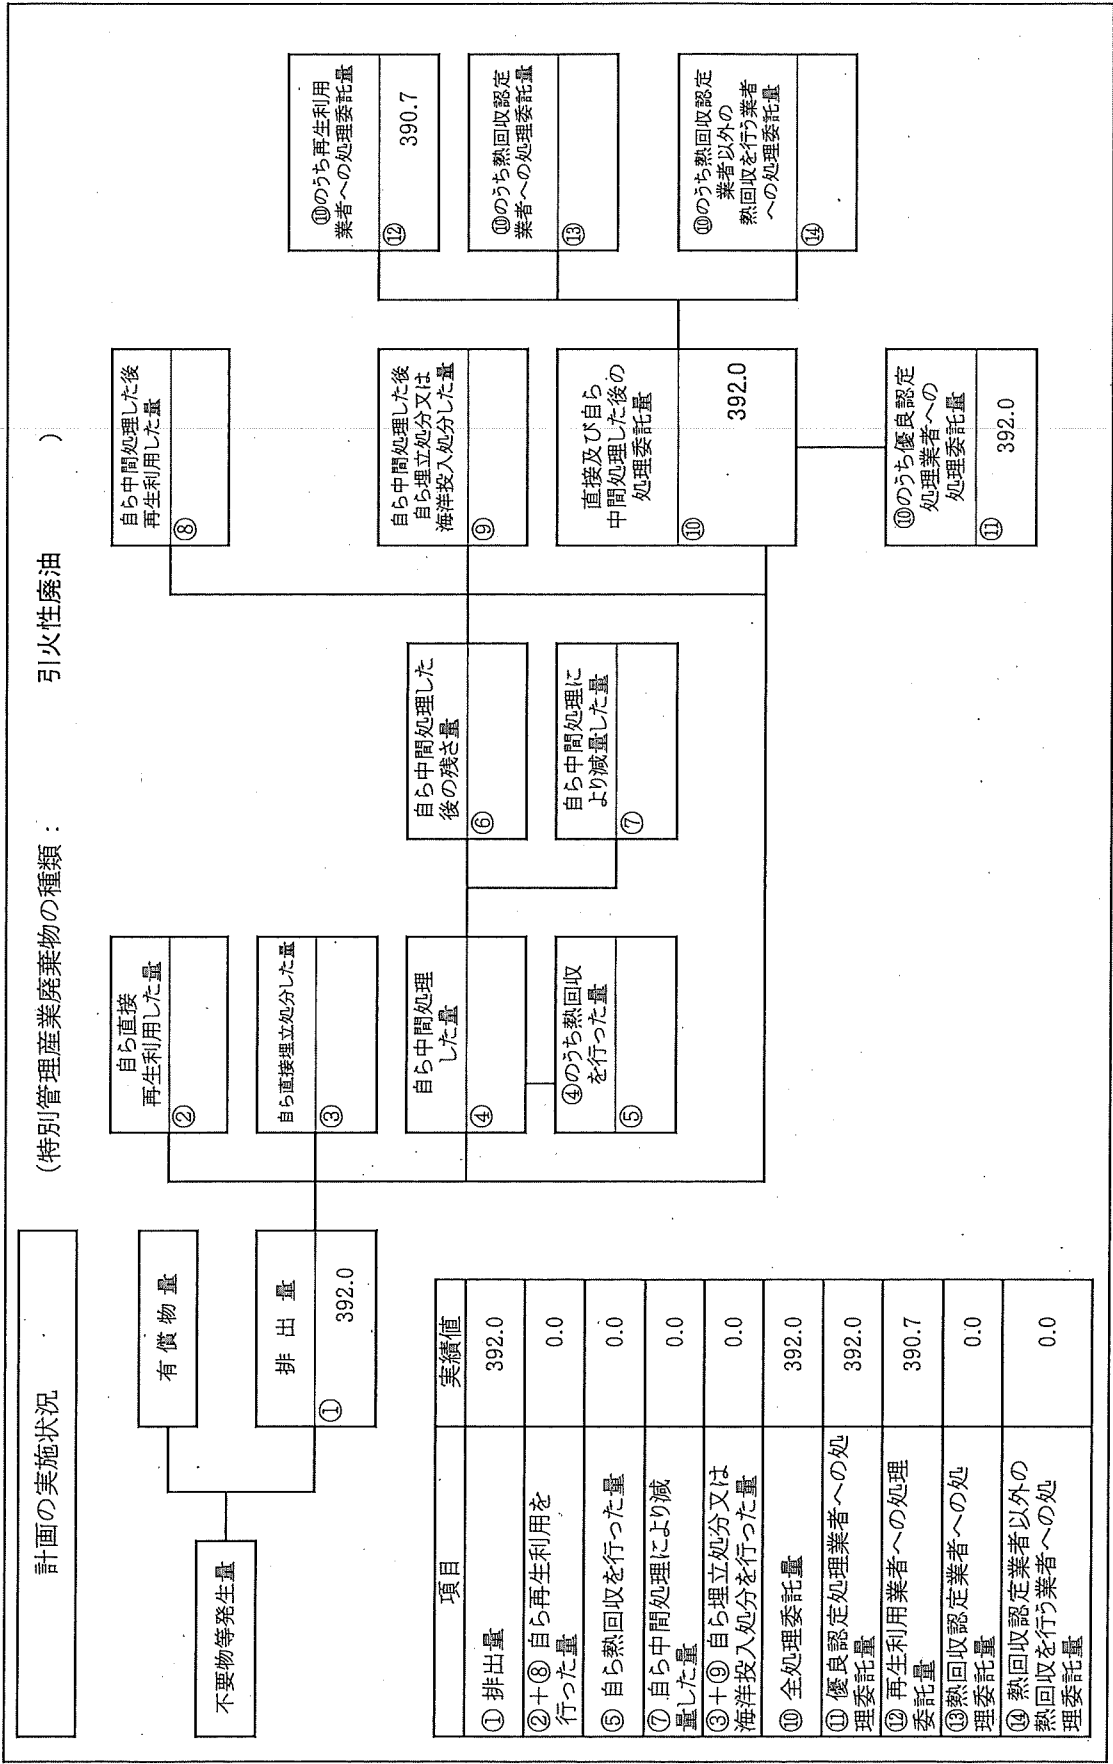 計画の実施状況
(特別管理産業廃棄物の種類： 引火性廃油 )
不要物等発生量
有償物量
排出量
①
392.0
自ら直接
再生利用した量
②
自ら直接埋立処分した量
③
自ら中間処理
した量
④
④のうち熱回収
を行った量
⑤
自ら中間処理した
後の残さ量
⑥
自ら中間処理に
より減量した量
⑦
自ら中間処理した後
再生利用した量
⑧
自ら中間処理した後
自ら埋立処分又は
海洋投入処分した量
⑨
直接及び自ら
中間処理した後の
処理委託量
⑩
392.0
⑩のうち優良認定
処理業者への
処理委託量
⑪
392.0
⑩のうち再生利用
業者への処理委託量
⑫
390.7
⑩のうち熱回収認定
業者への処理委託量
⑬
⑩のうち熱回収認定
業者以外の
熱回収を行う業者
への処理委託量
⑭
項目 実績値
① 排出量 392.0
②＋⑧ 自ら再生利用を
行った量 0.0
⑤ 自ら熱回収を行った量 0.0
⑦ 自ら中間処理により減
量した量 0.0
③＋⑨ 自ら埋立処分又は
海洋投入処分を行った量 0.0
⑩ 全処理委託量 392.0
⑪ 優良認定処理業者への処
理委託量 392.0
⑫ 再生利用業者への処理
委託量 390.7
⑬熱回収認定業者への処
理委託量 0.0
⑭ 熱回収認定業者以外の
熱回収を行う業者への処
理委託量 0.0